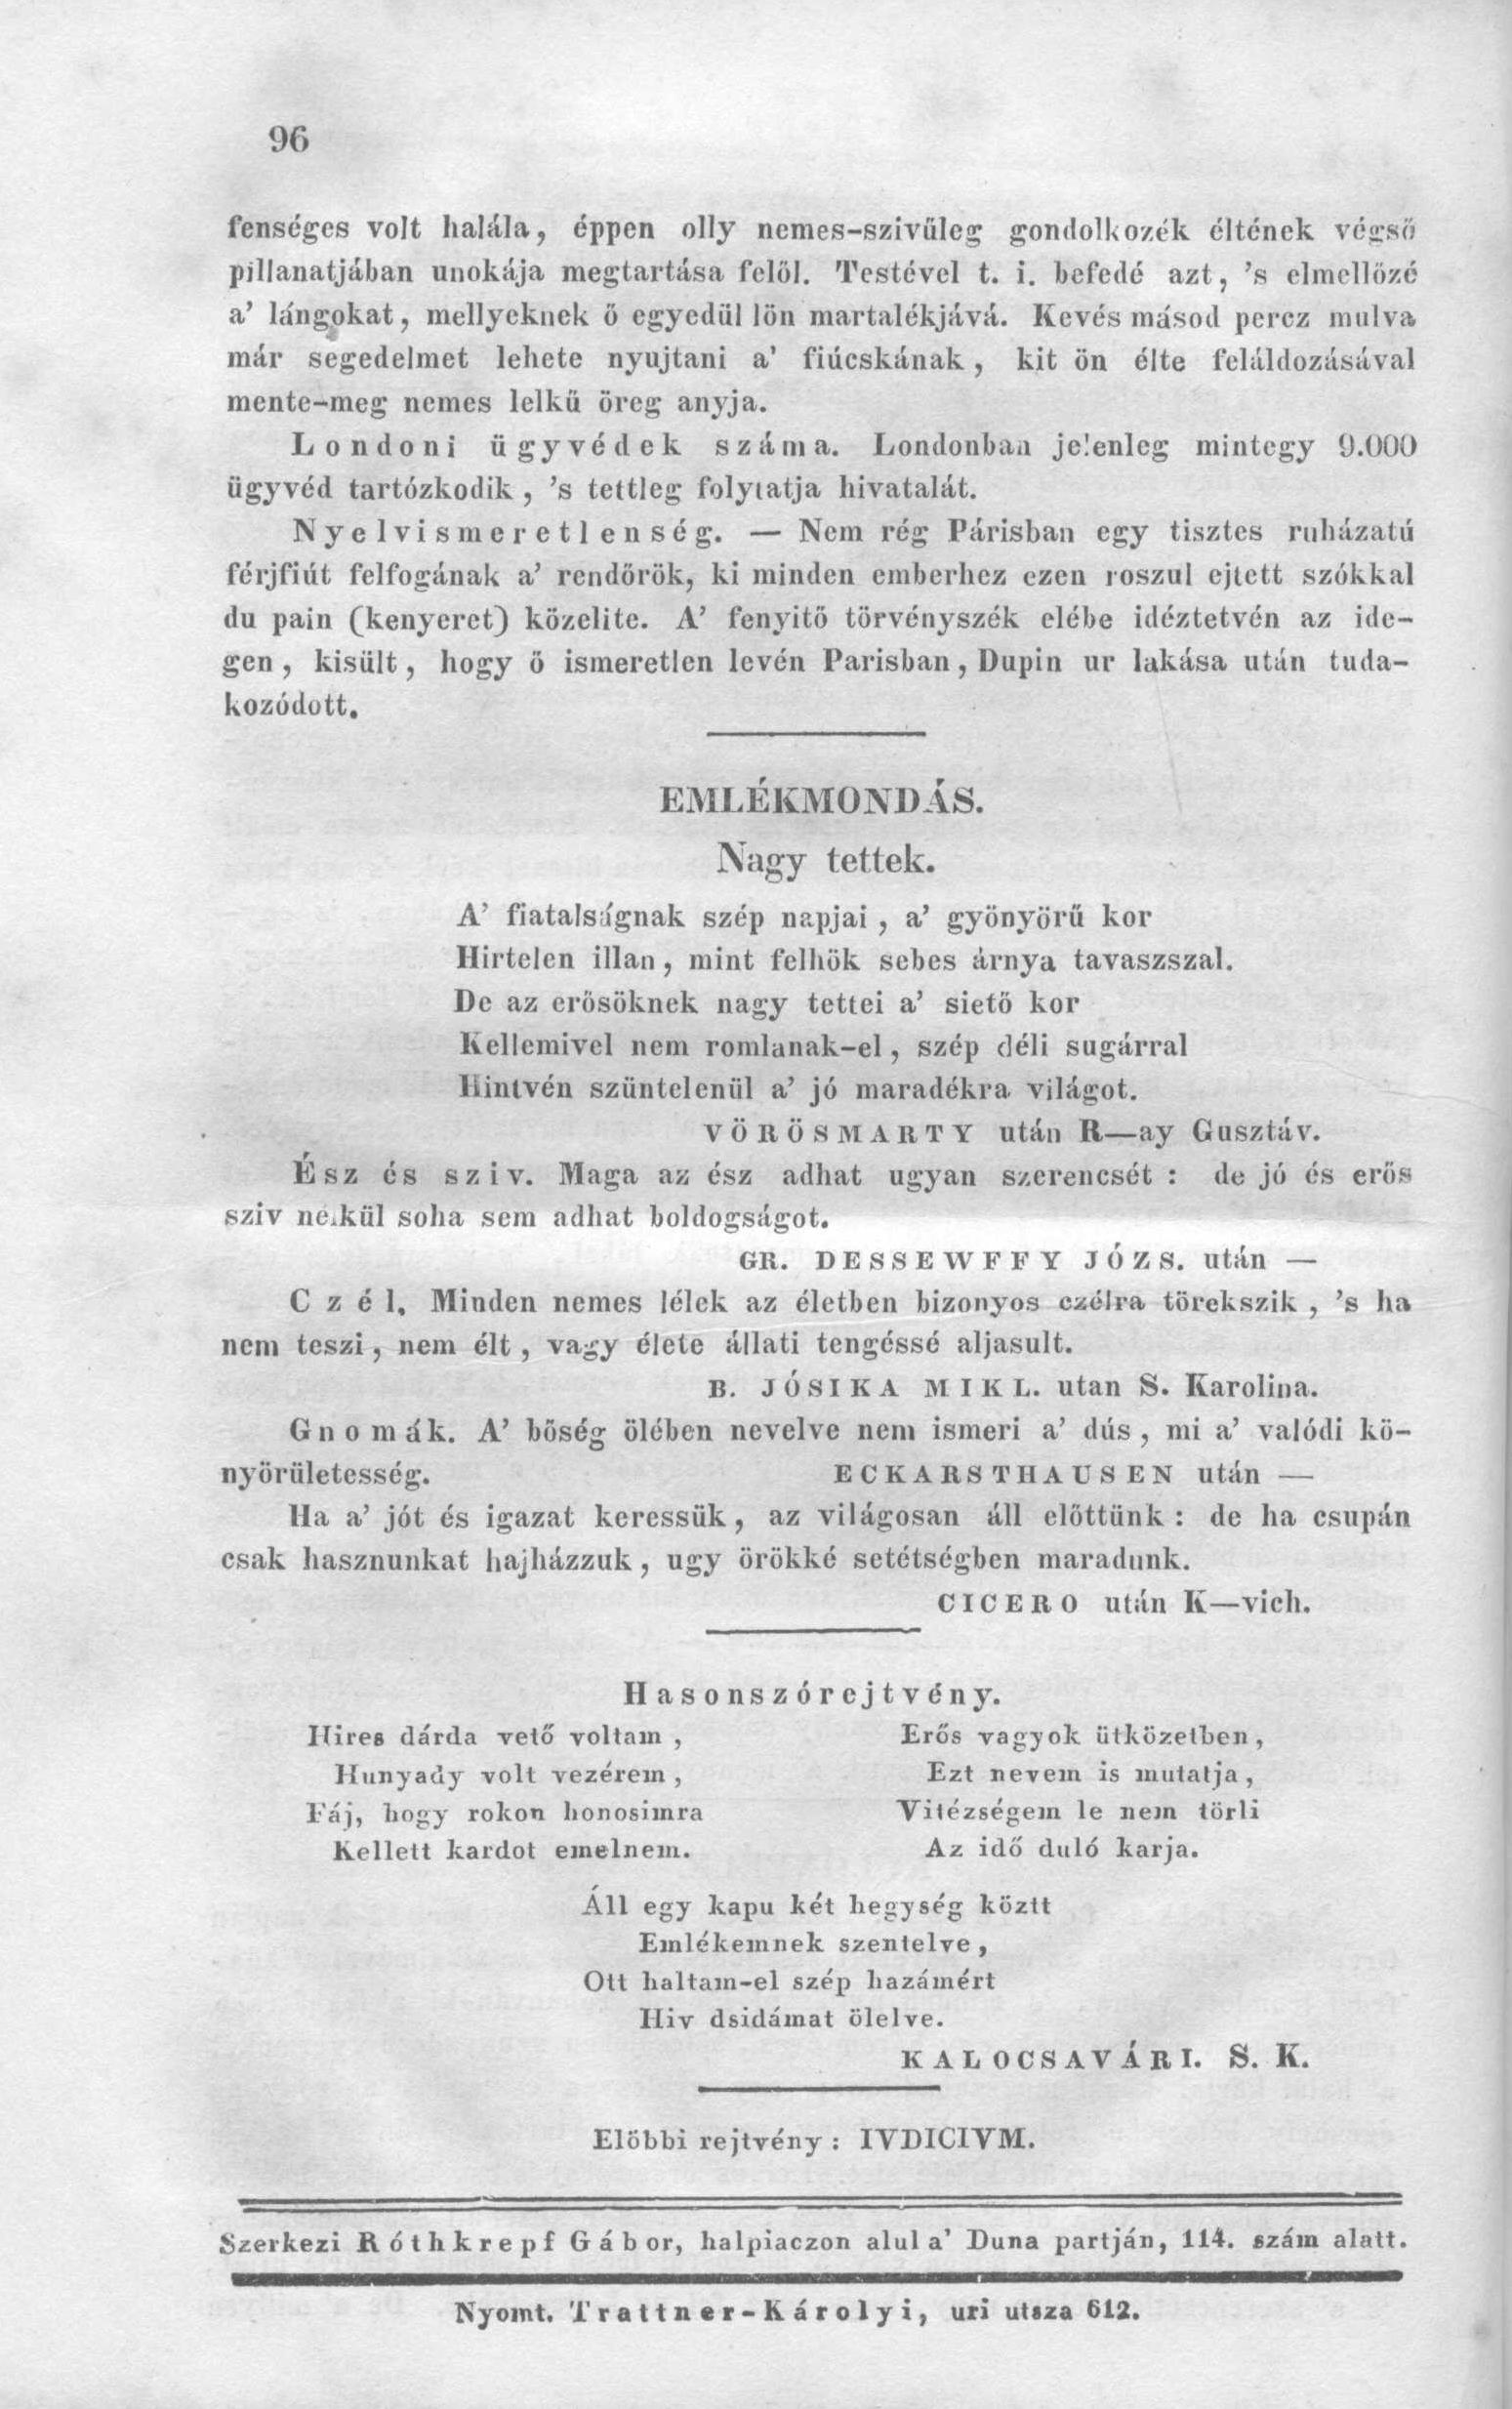 96
fenséges volt halála, éppen olly nemes-szivűleg gondolkozék éltének végső
pillanatjában unokája megtartása felől. Testével t. i. befedé azt, 's elmellőzé
a' lángokat, mellyeknek ő egyedül lön martalékjává. Kevés másod percz mulva
már segedelmet lehete nyujtani a' fiúcskának, kit ön élte feláldozásával
mente-meg nemes lelkű öreg anyja.
Londoni ügyvédek száma. Londonban jelenleg mintegy 9.000
ügyvéd tartózkodik, 's tettleg folytatja hivatalát.
Nyelvismeretlenség. — Nem rég Párisban egy tisztes ruházatú
férjfiút felfogának a' rendőrök, ki minden emberhez ezen roszul ejtett szókkal
du pain (kenyeret) közelite. A' fenyitő törvényszék elébe idéztetvén az ide-
gen, kisült, hogy ő ismeretlen levén Parisban, Dupin ur lakása után tuda-
kozódott.
EMLÉKMONDÁS.
Nagy tettek.
A' fiatalságnak szép napjai, a' gyönyörű kor
Hirtelen illan, mint felhök sebes árnya tavaszszal.
De az erősöknek nagy tettei a' siető kor
Kellemivel nem romlanak-el, szép déli sugárral
Hintvén szüntelenül a' jó maradékra világot.
VÖRÖSMARTY után R—ay Gusztáv.
Ész és sziv. Maga az ész adhat ugyan szerencsét: de jó és erős
sziv nélkül soha sem adhat boldogságot.
GR. DESSEWFFY JÓZS. után —
Czél. Minden nemes lélek az életben bizonyos czélra törekszik, 's ha
nem teszi, nem élt, vagy élete állati tengéssé aljasult.
B. JÓSIKA MIKL. utan S. Karolina.
Gnomák. A' bőség ölében nevelve nem ismeri a' dús, mi a' valódi kö-
nyörületesség. ECKARSTHAUSEN után —
Ha a' jót és igazat keressük, az világosan áll előttünk: de ha csupán
csak hasznunkat hajházzuk, ugy örökké setétségben maradunk.
CICERO után K—vich.
Hasonszórejtvény.
Hires dárda vető voltam,
Hunyady volt vezérem,
Fáj, hogy rokon honosimra
Kellett kardot emelnem.
Erős vagyok ütközetben,
Ezt nevem is mutatja,
Vitézségem le nem törli
Az idő duló karja.
Áll egy kapu két hegység köztt
Emlékemnek szentelve,
Ott haltam-el szép hazámért
Hiv dsidámat ölelve.
KALOCSAVÁRI. S. K.
Elöbbi rejtvény: IVDICIVM.
Szerkezi Róthkrepf Gábor, halpiaczon alul a' Duna partján, 114. szám alatt.
Nyomt. Trattner-Károlyi, uri utsza 612.